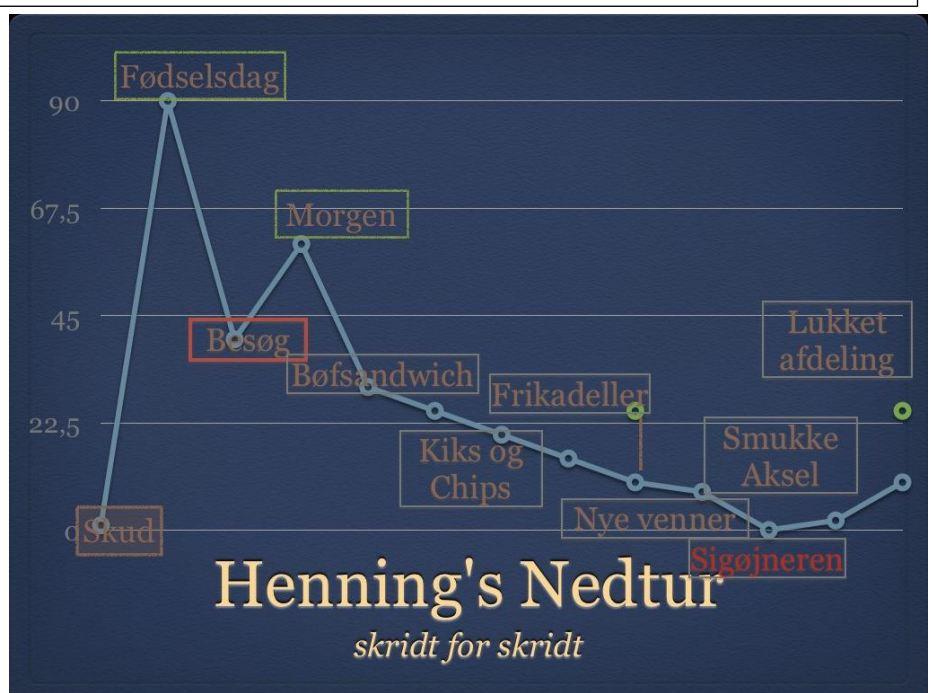 Fødselsdag
90
67,5
Morgen
45
Besøg
Lukket
afdeling
Bøfsandwich
Frikadeller
22,5
Kiks og
Chips
Smukke
Aksel
Nye venner
0
Skud
Sigøjneren
Henning's Nedtur
skridt for skridt